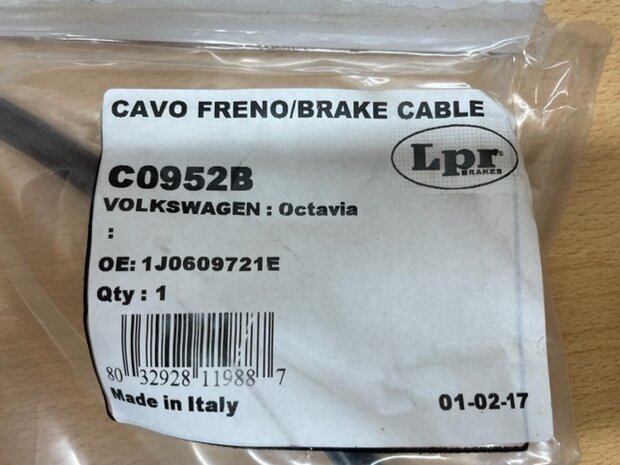 CAVO FRENO/BRAKE CABLE
Lpr®
BRAKES
C0952B
VOLKSWAGEN : Octavia
:
OE: 1J0609721E
Qty : 1
80 32928 11988 7
Made in Italy
01-02-17